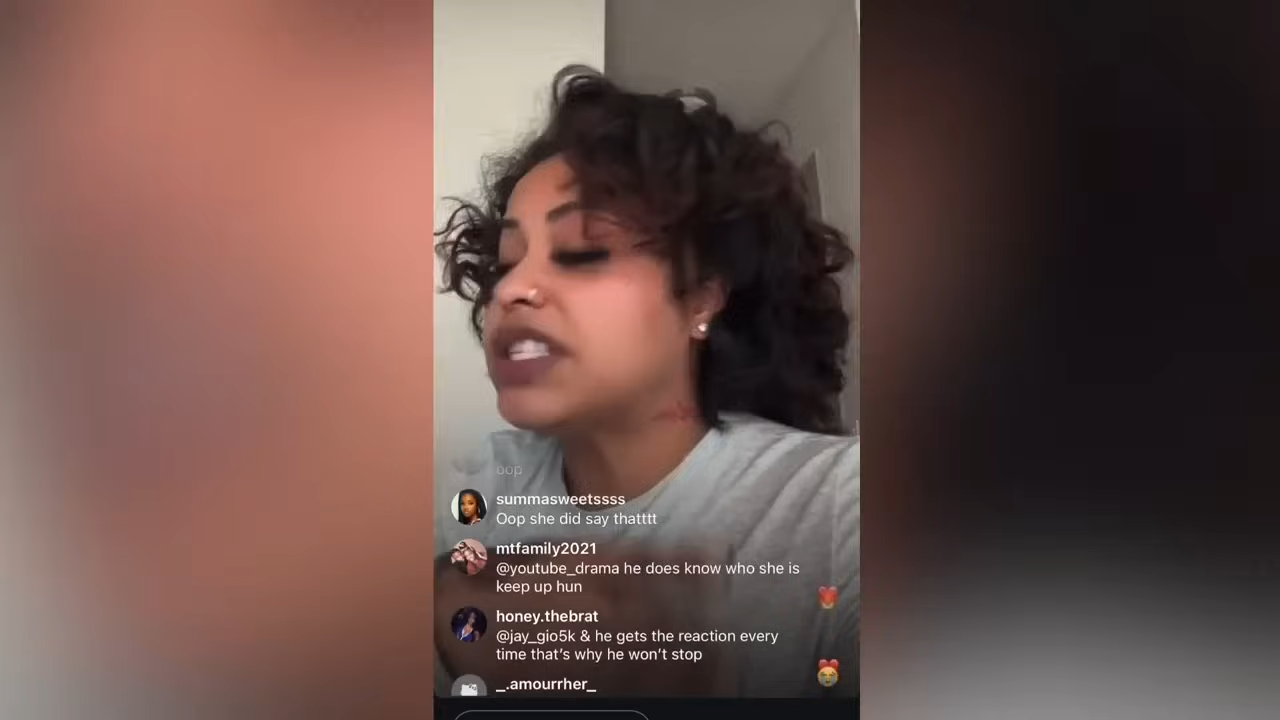 oop
summasweetssss
Oop she did say thatttt
mtfamily2021
@youtube_drama he does know who she is
keep up hun
honey.thebrat
@jay_gio5k & he gets the reaction every
time that's why he won't stop
_.amourrher_